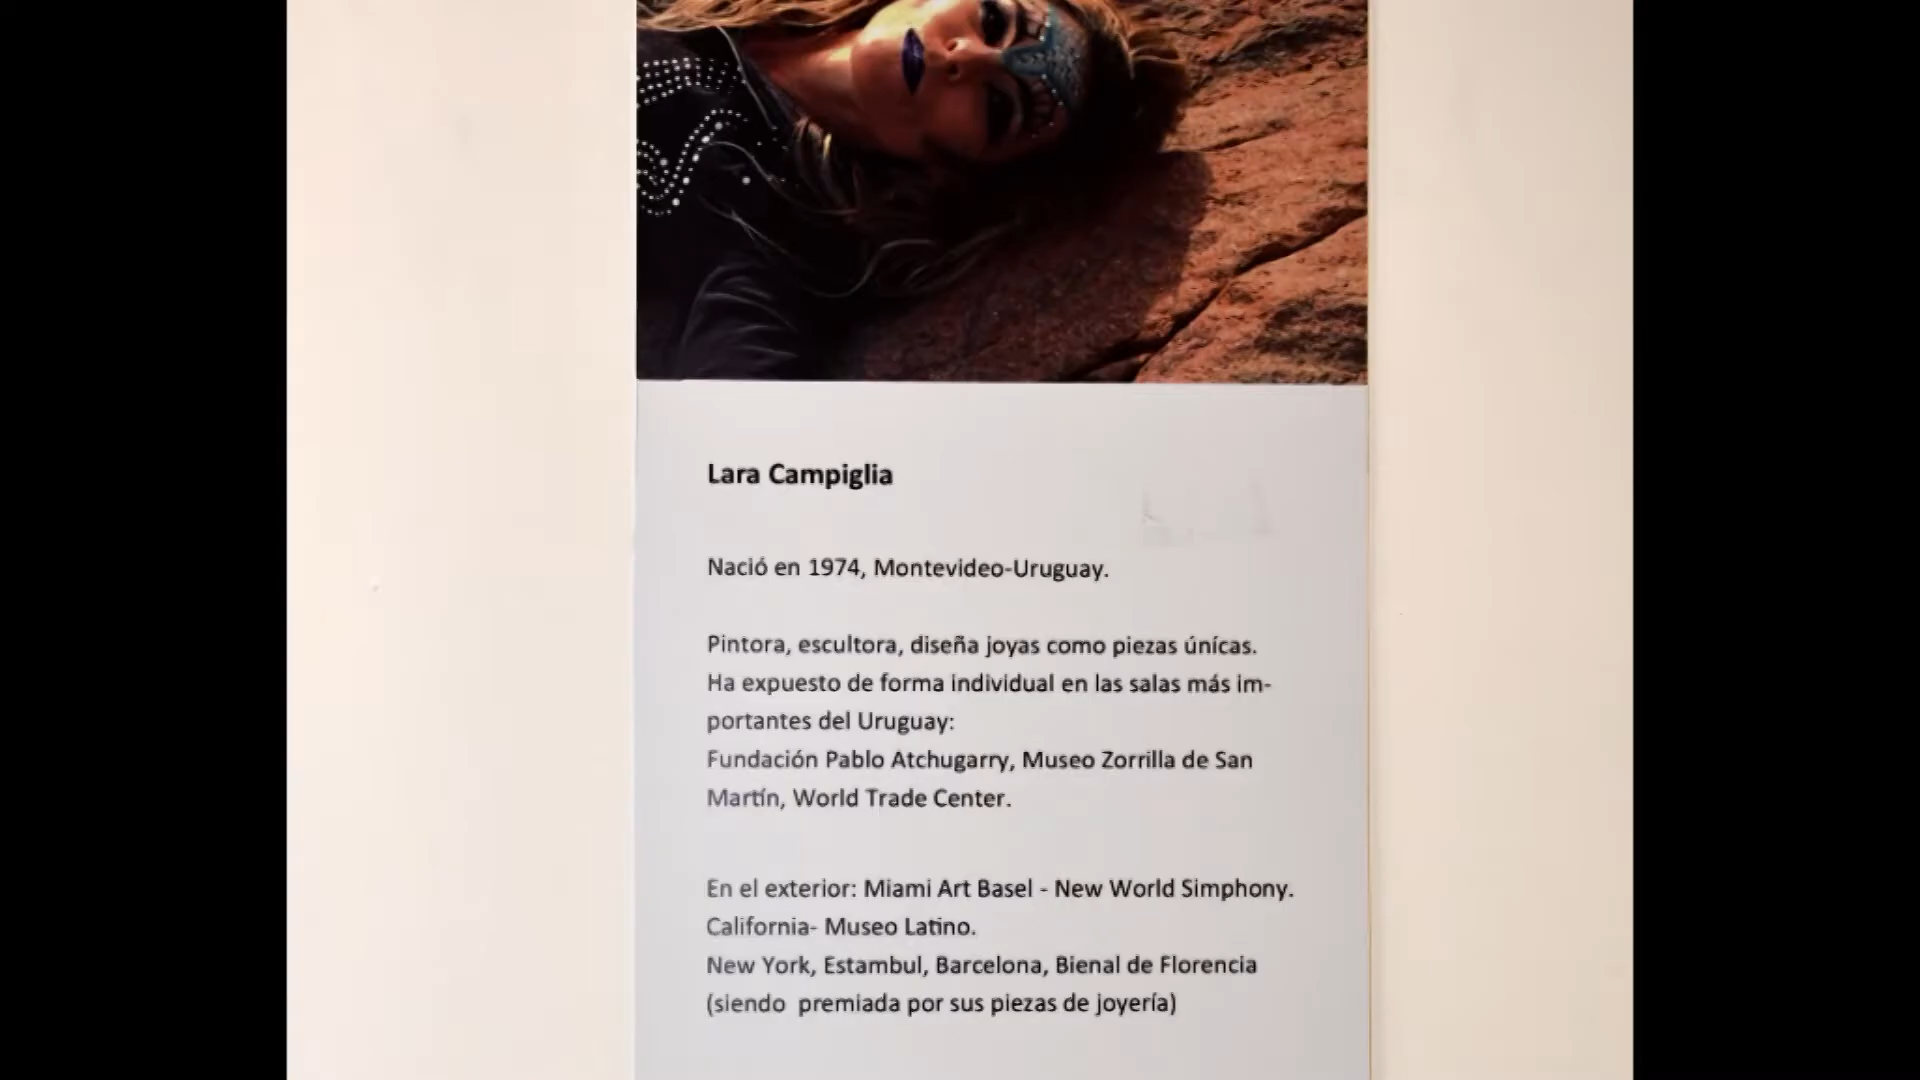 Lara Campiglia
Nació en 1974, Montevideo-Uruguay.
Pintora, escultora, diseña joyas como piezas únícas.
Ha expuesto de forma individual en las salas más im-
portantes del Uruguay:
Fundación Pablo Atchugarry, Museo Zorrilla de San
Martín, World Trade Center.
En el exterior: Miami Art Basel - New World Simphony.
California- Museo Latino.
New York, Estambul, Barcelona, Bienal de Florencia
(siendo  premiada por sus piezas de joyería)